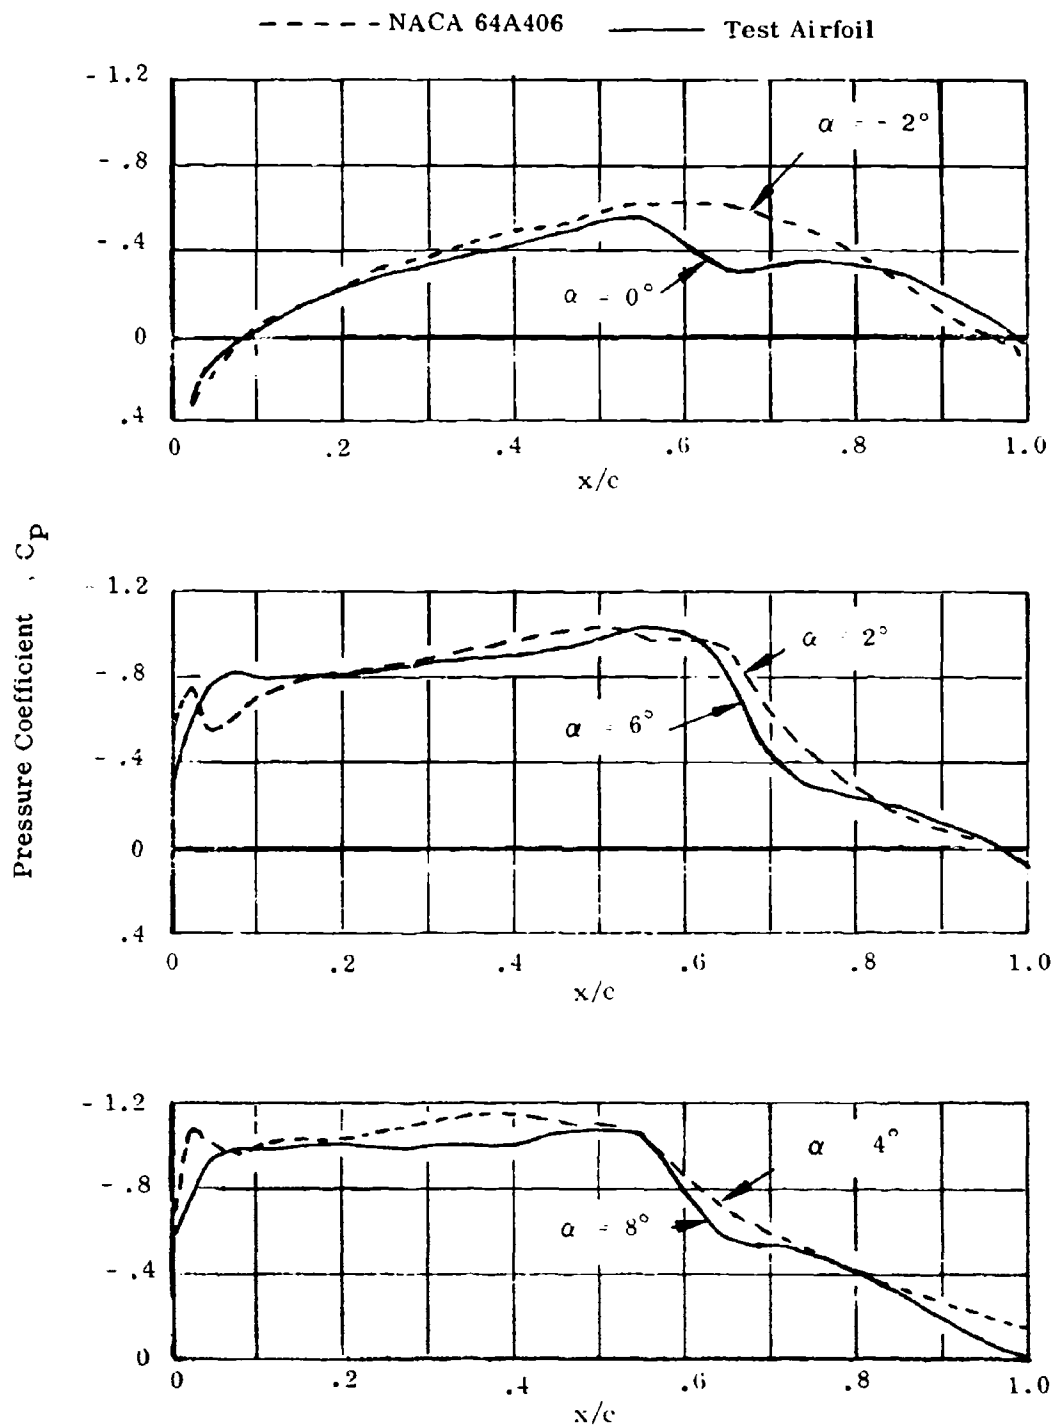 NACA 64A406 Test Airfoil
- 1.2
- .8
- .4
0
.4
α = - 2°
α = 0°
0 .2 .4 .6 .8 1.0
x/c
Pressure Coefficient , Cp
- 1.2
- .8
- .4
0
.4
α = 2°
α = 6°
0 .2 .4 .6 .8 1.0
x/c
- 1.2
- .8
- .4
0
α 4°
α = 8°
0 .2 .4 .6 .8 1.0
x/c